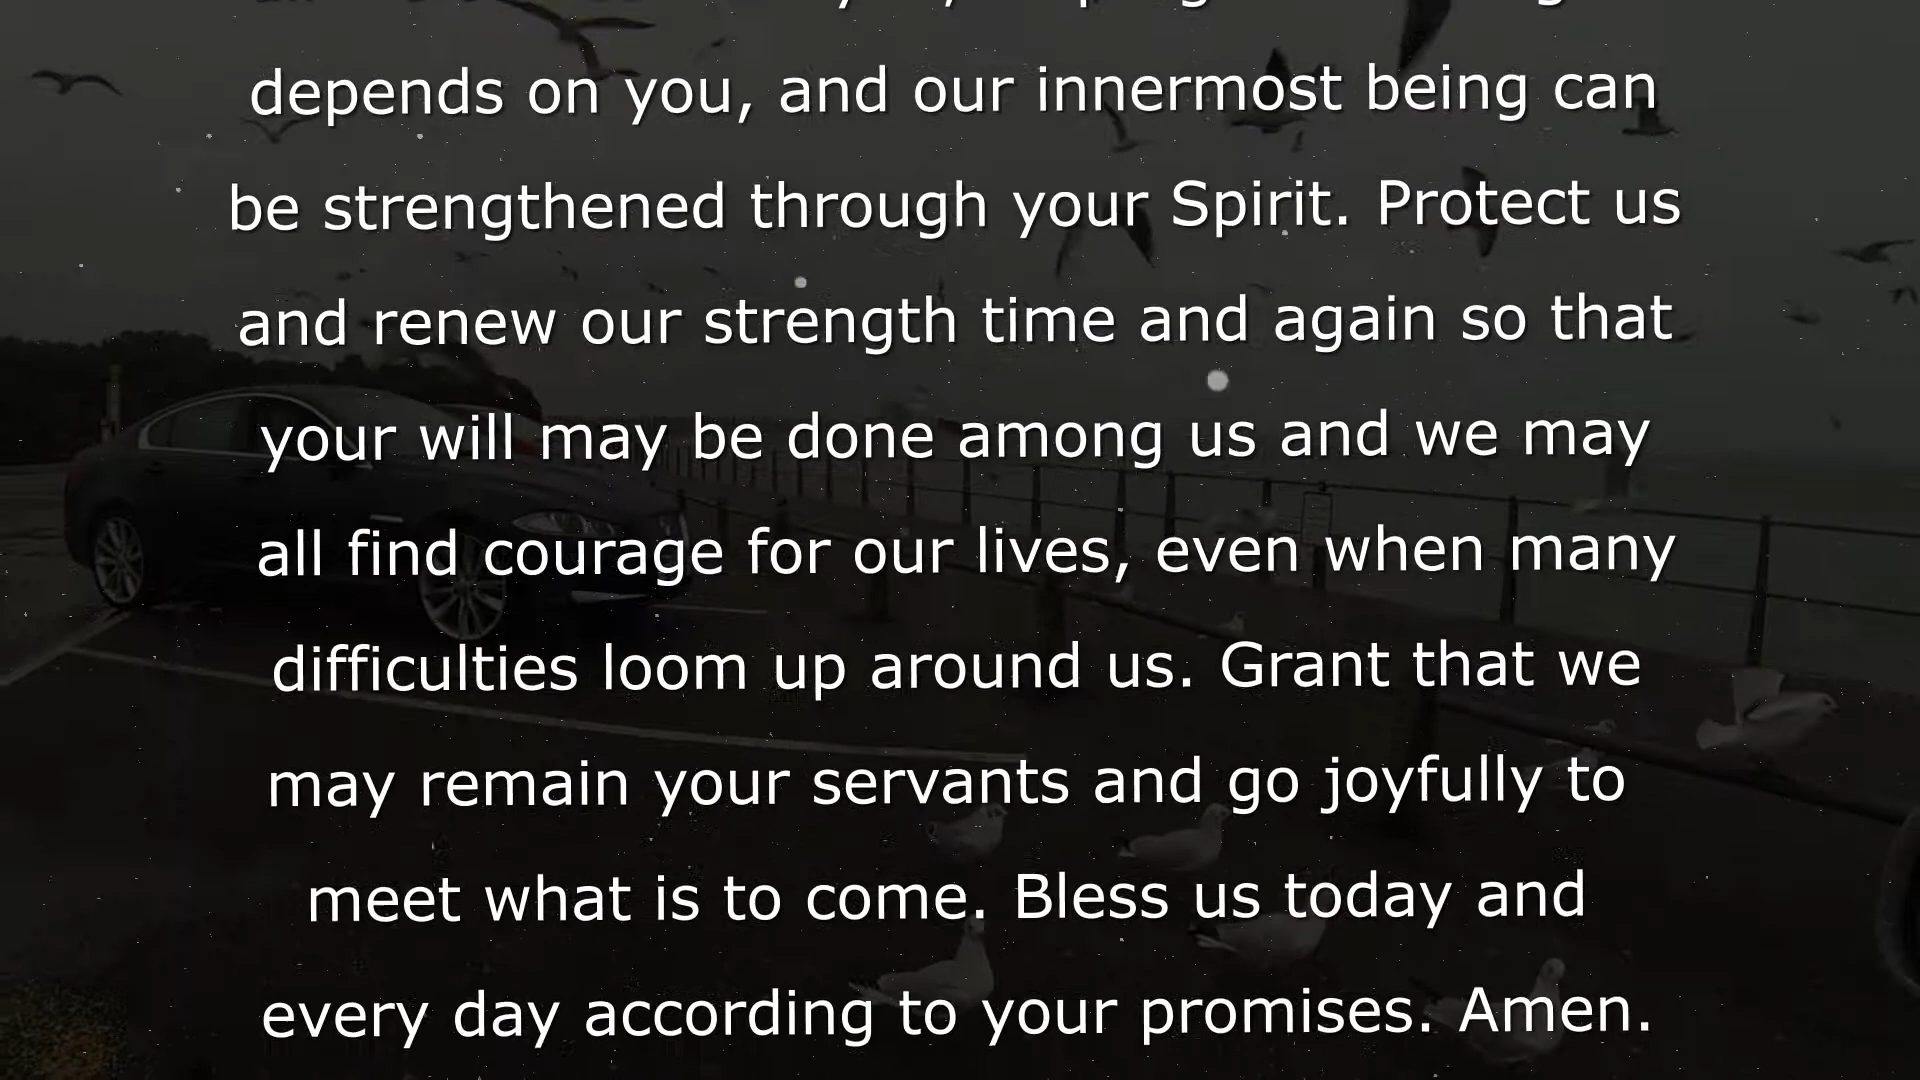 depends on you, and our innermost being can
be strengthened through your Spirit. Protect us
and renew our strength time and again so that
your will may be done among us and we may
all find courage for our lives, even when many
difficulties loom up around us. Grant that we
may remain your servants and go joyfully to
meet what is to come. Bless us today and
every day according to your promises. Amen.